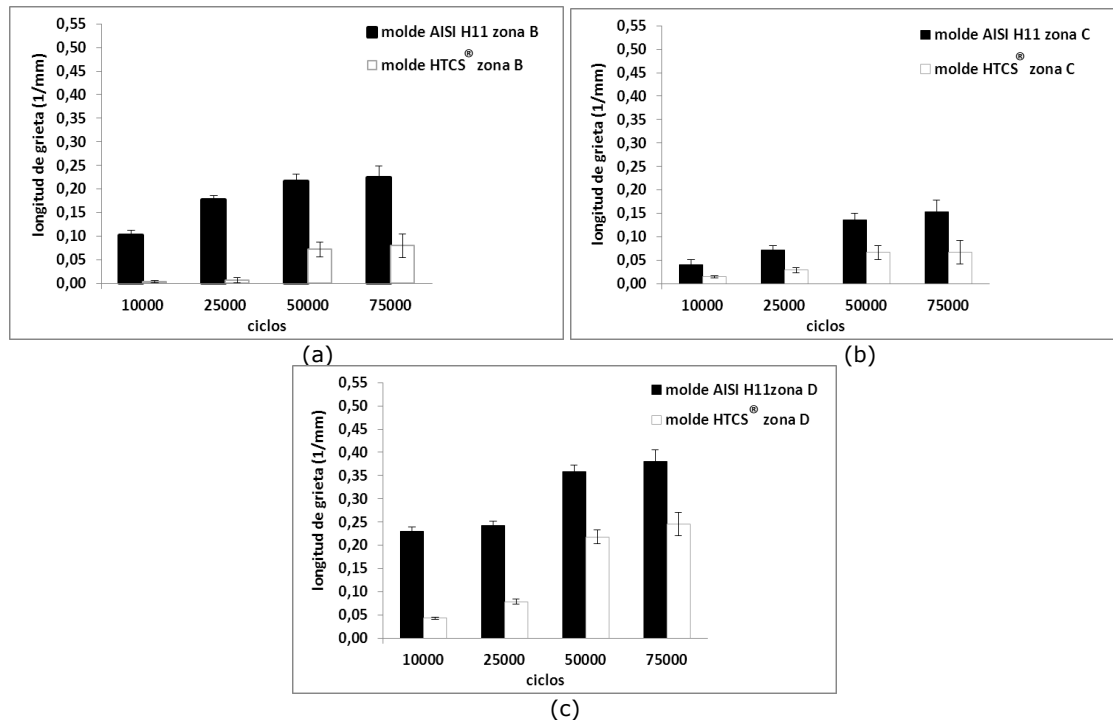 longitud de grieta (1/mm)
0,55
0,50
0,45
0,40
0,35
0,30
0,25
0,20
0,15
0,10
0,05
0,00
molde AISI H11 zona B
molde HTCS® zona B
10000 25000 50000 75000
ciclos
(a)
longitud de grieta (1/mm)
0,55
0,50
0,45
0,40
0,35
0,30
0,25
0,20
0,15
0,10
0,05
0,00
molde AISI H11 zona C
molde HTCS® zona C
10000 25000 50000 75000
ciclos
(b)
longitud de grieta (1/mm)
0,55
0,50
0,45
0,40
0,35
0,30
0,25
0,20
0,15
0,10
0,05
0,00
molde AISI H11zona D
molde HTCS® zona D
10000 25000 50000 75000
ciclos
(c)